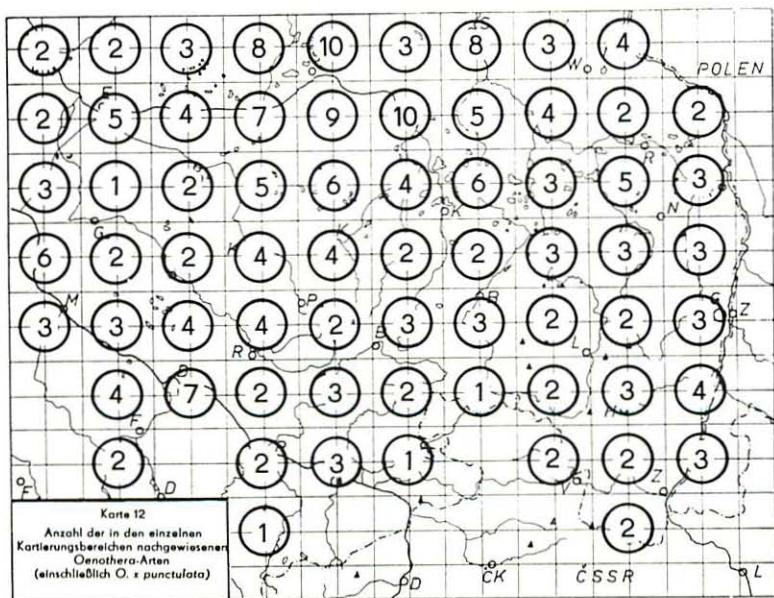 2 2 3 8 10 3 8 3 4
S
W
POLEN
F
2 5 4 7 9 10 5 4 2 2
R
3 1 2 5 6 4 6 3 5 3
K
N
G
K
K
6 2 2 4 4 2 2 3 3 3
M
P
B
G
Z
3 3 4 4 2 3 3 2 2 3
R
B
L
4 7 2 3 2 1 2 3 4
H
F
2 2 3 1 2 2 3
F
D
VG
Z
1 2
Karte 12
Anzahl der in den einzelnen
Kartierungsbereichen nachgewiesenen
Oenothera-Arten
(einschließlich O. x punctulata)
D
ČK
ČSSR
L